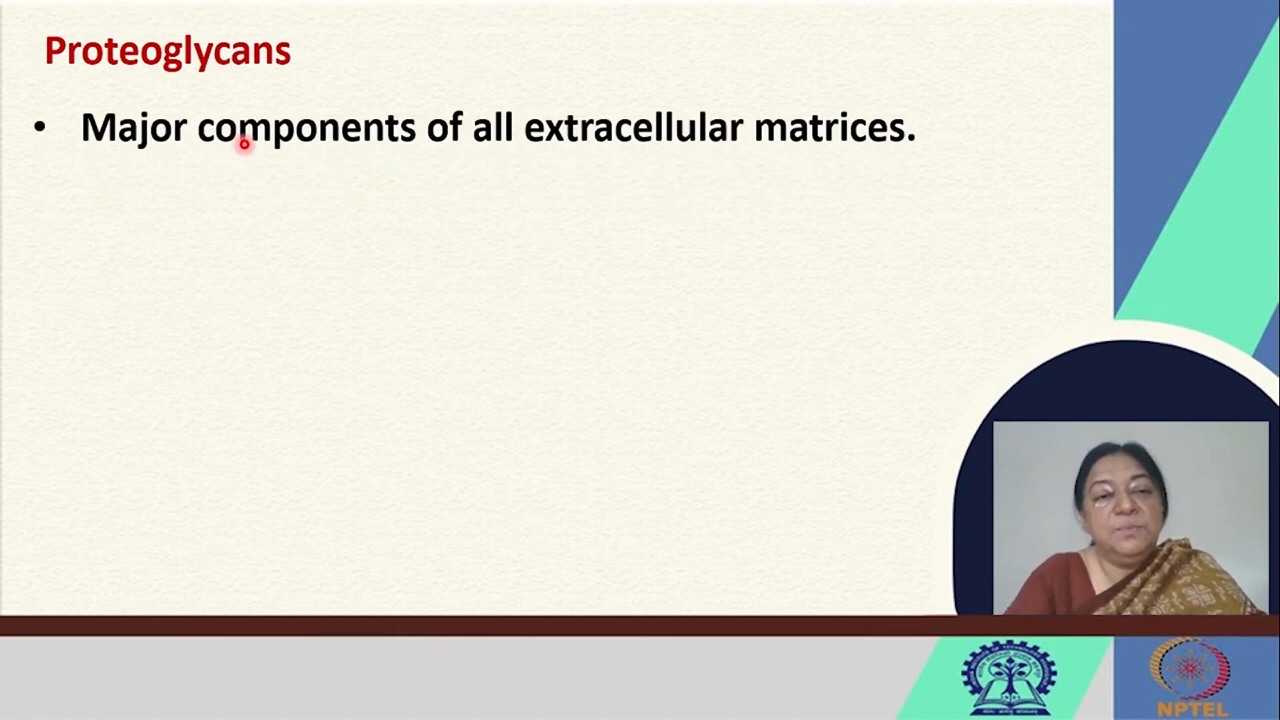 Proteoglycans
• Major components of all extracellular matrices.
NPTEL